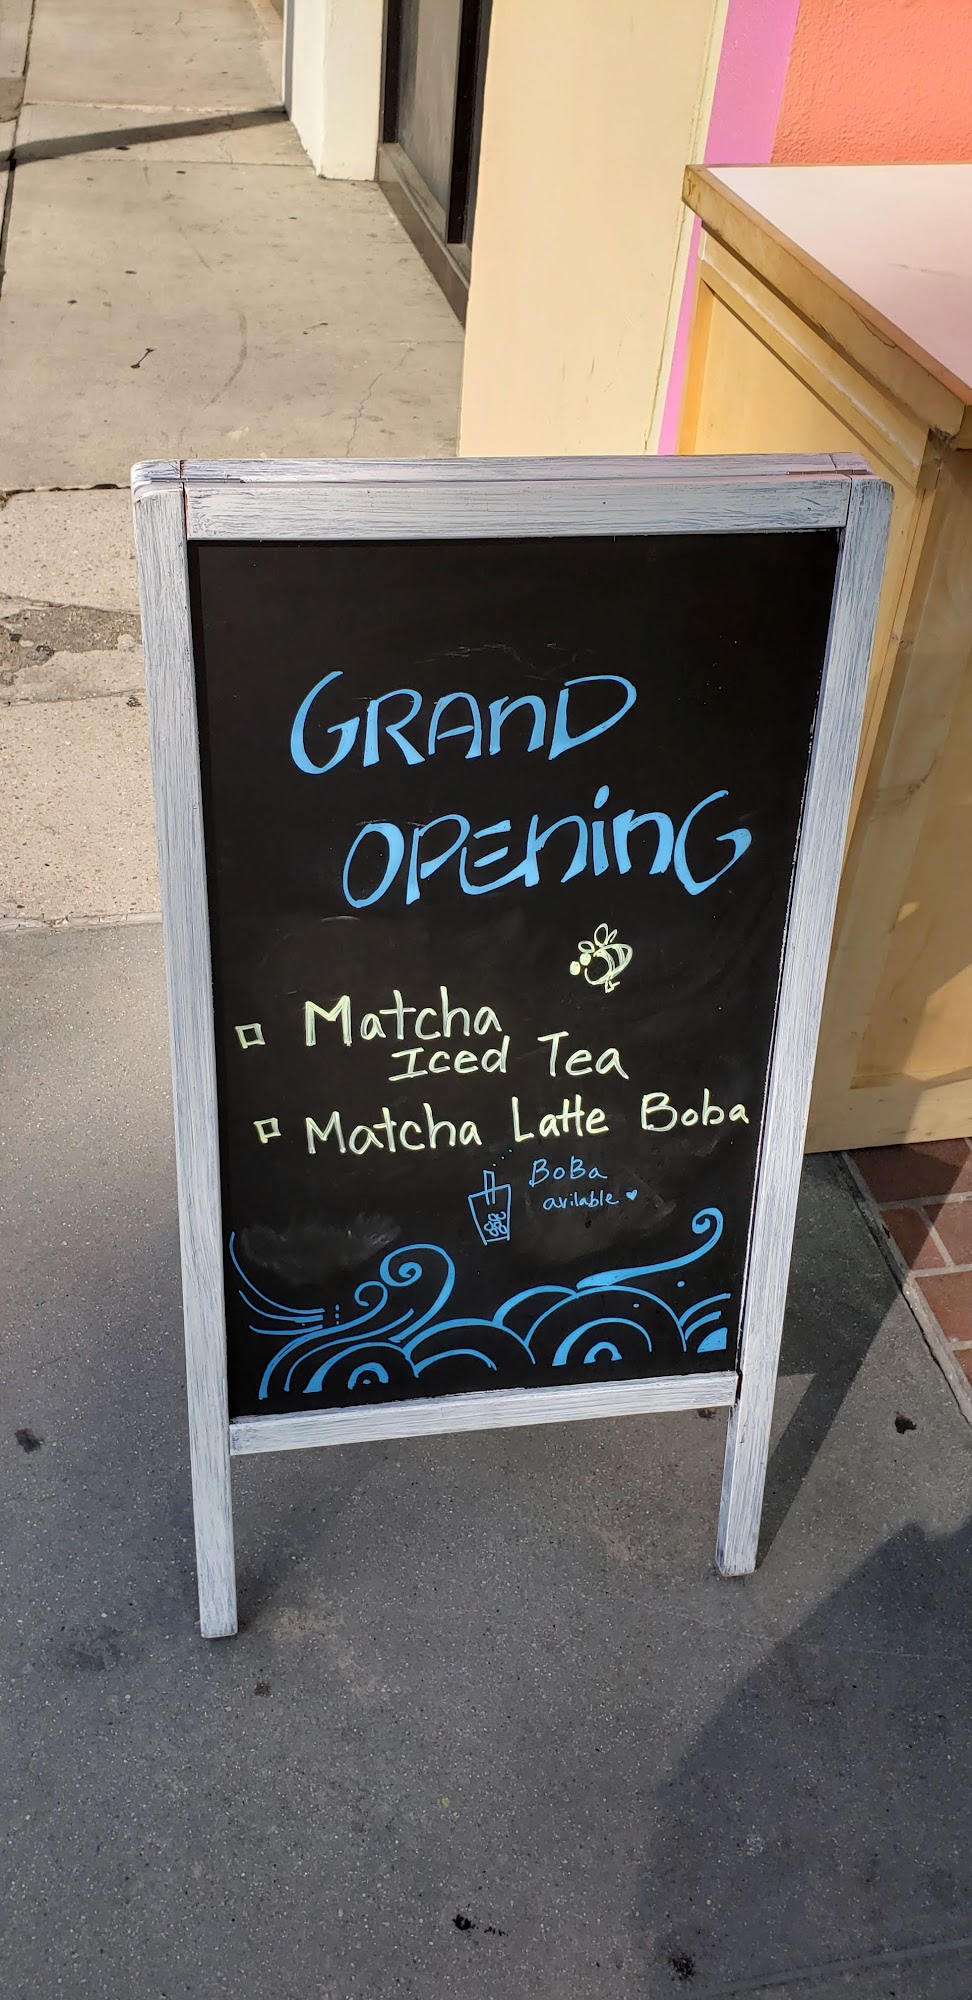 GRAnD
OPEninG
Matcha
Iced Tea
Matcha Latte Boba
BoBa
avilable